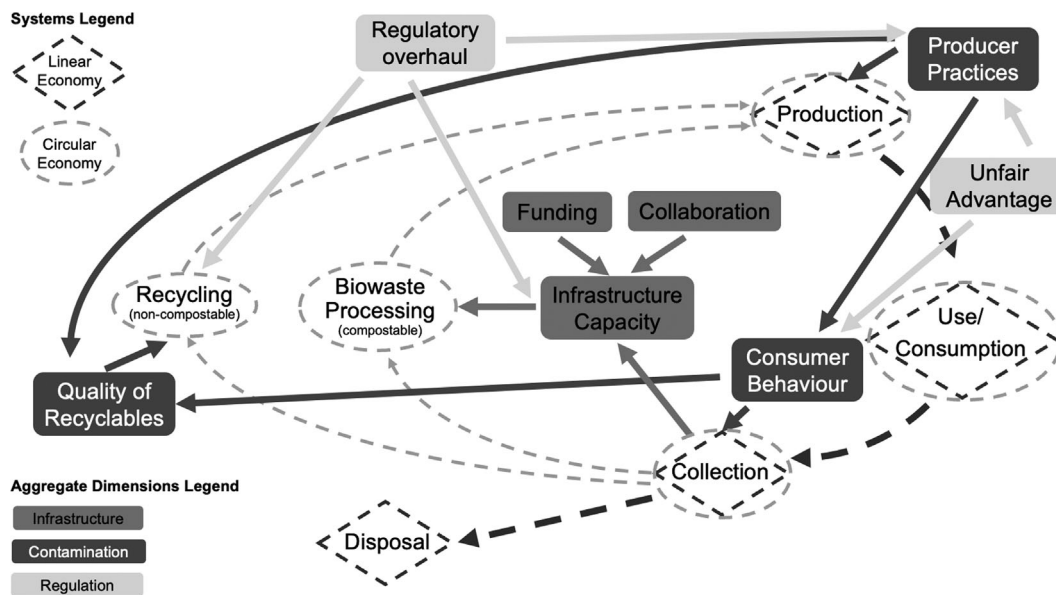 Systems Legend
Linear
Economy
Circular
Economy
Regulatory
overhaul
Producer
Practices
Production
Unfair
Advantage
Funding
Collaboration
Recycling
(non-compostable)
Biowaste
Processing
(compostable)
Infrastructure
Capacity
Use/
Consumption
Consumer
Behaviour
Quality of
Recyclables
Collection
Disposal
Aggregate Dimensions Legend
Infrastructure
Contamination
Regulation